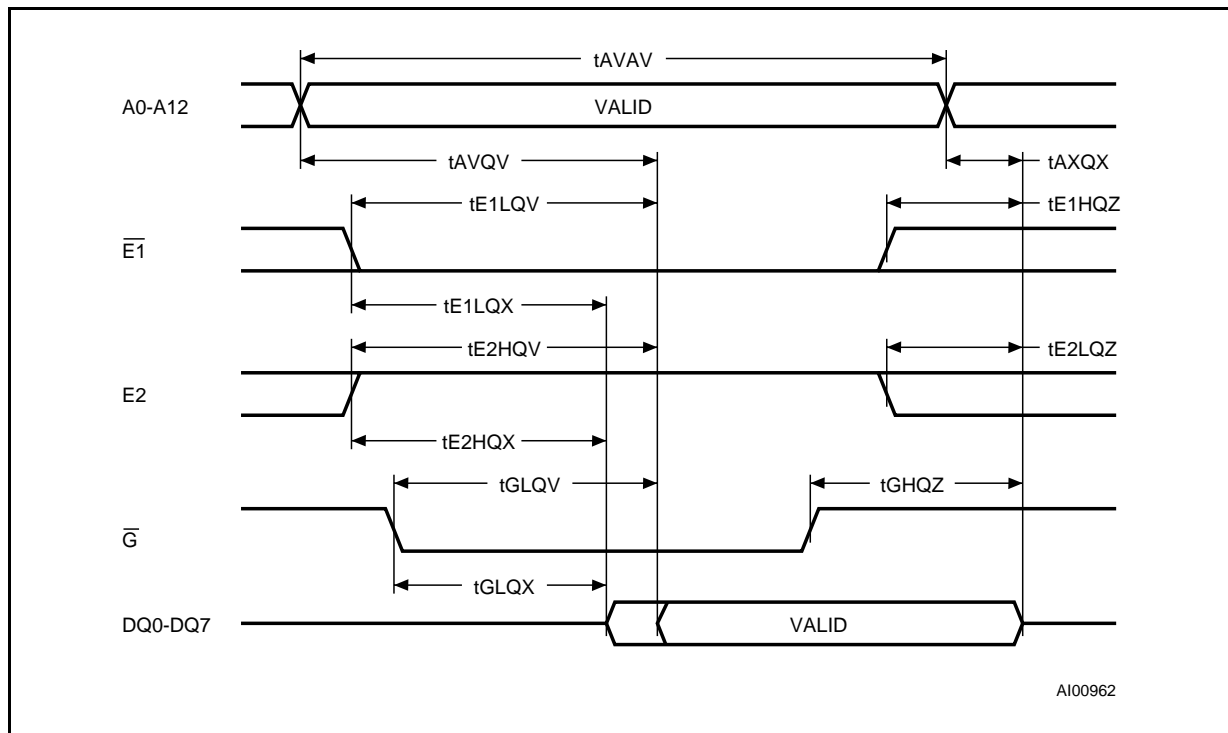 tAVAV
A0-A12
VALID
tAVQV
tAXQX
tE1LQV
tE1HQZ
E1
tE1LQX
tE2HQV
tE2LQZ
E2
tE2HQX
tGLQV
tGHQZ
G
tGLQX
DQ0-DQ7
VALID
AI00962